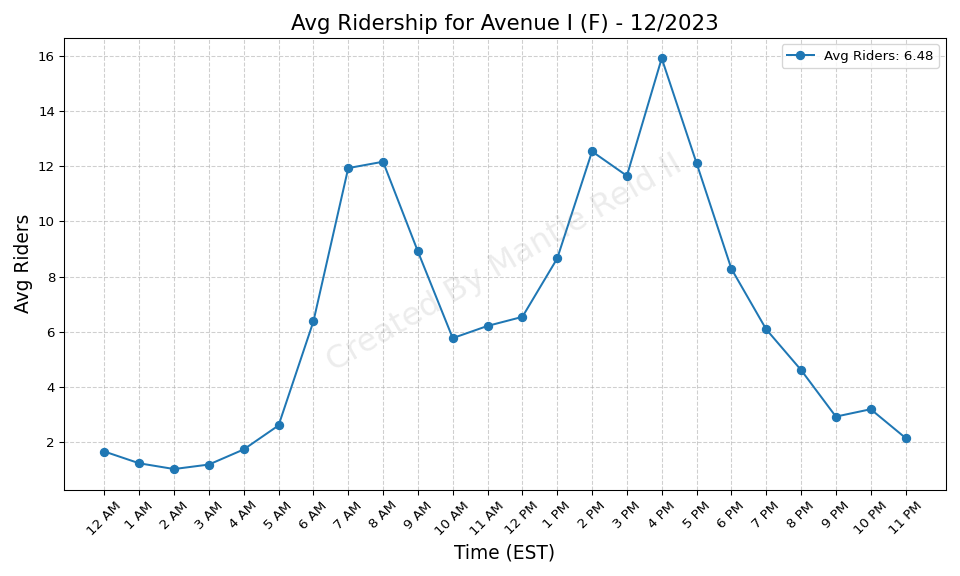 Avg Ridership for Avenue I (F) - 12/2023
Avg Riders: 6.48
16
14
12
10
8
6
4
2
Avg Riders
Created By Mantie Reid II
12 AM 1 AM 2 AM 3 AM 4 AM 5 AM 6 AM 7 AM 8 AM 9 AM 10 AM 11 AM 12 PM 1 PM 2 PM 3 PM 4 PM 5 PM 6 PM 7 PM 8 PM 9 PM 10 PM 11 PM
Time (EST)